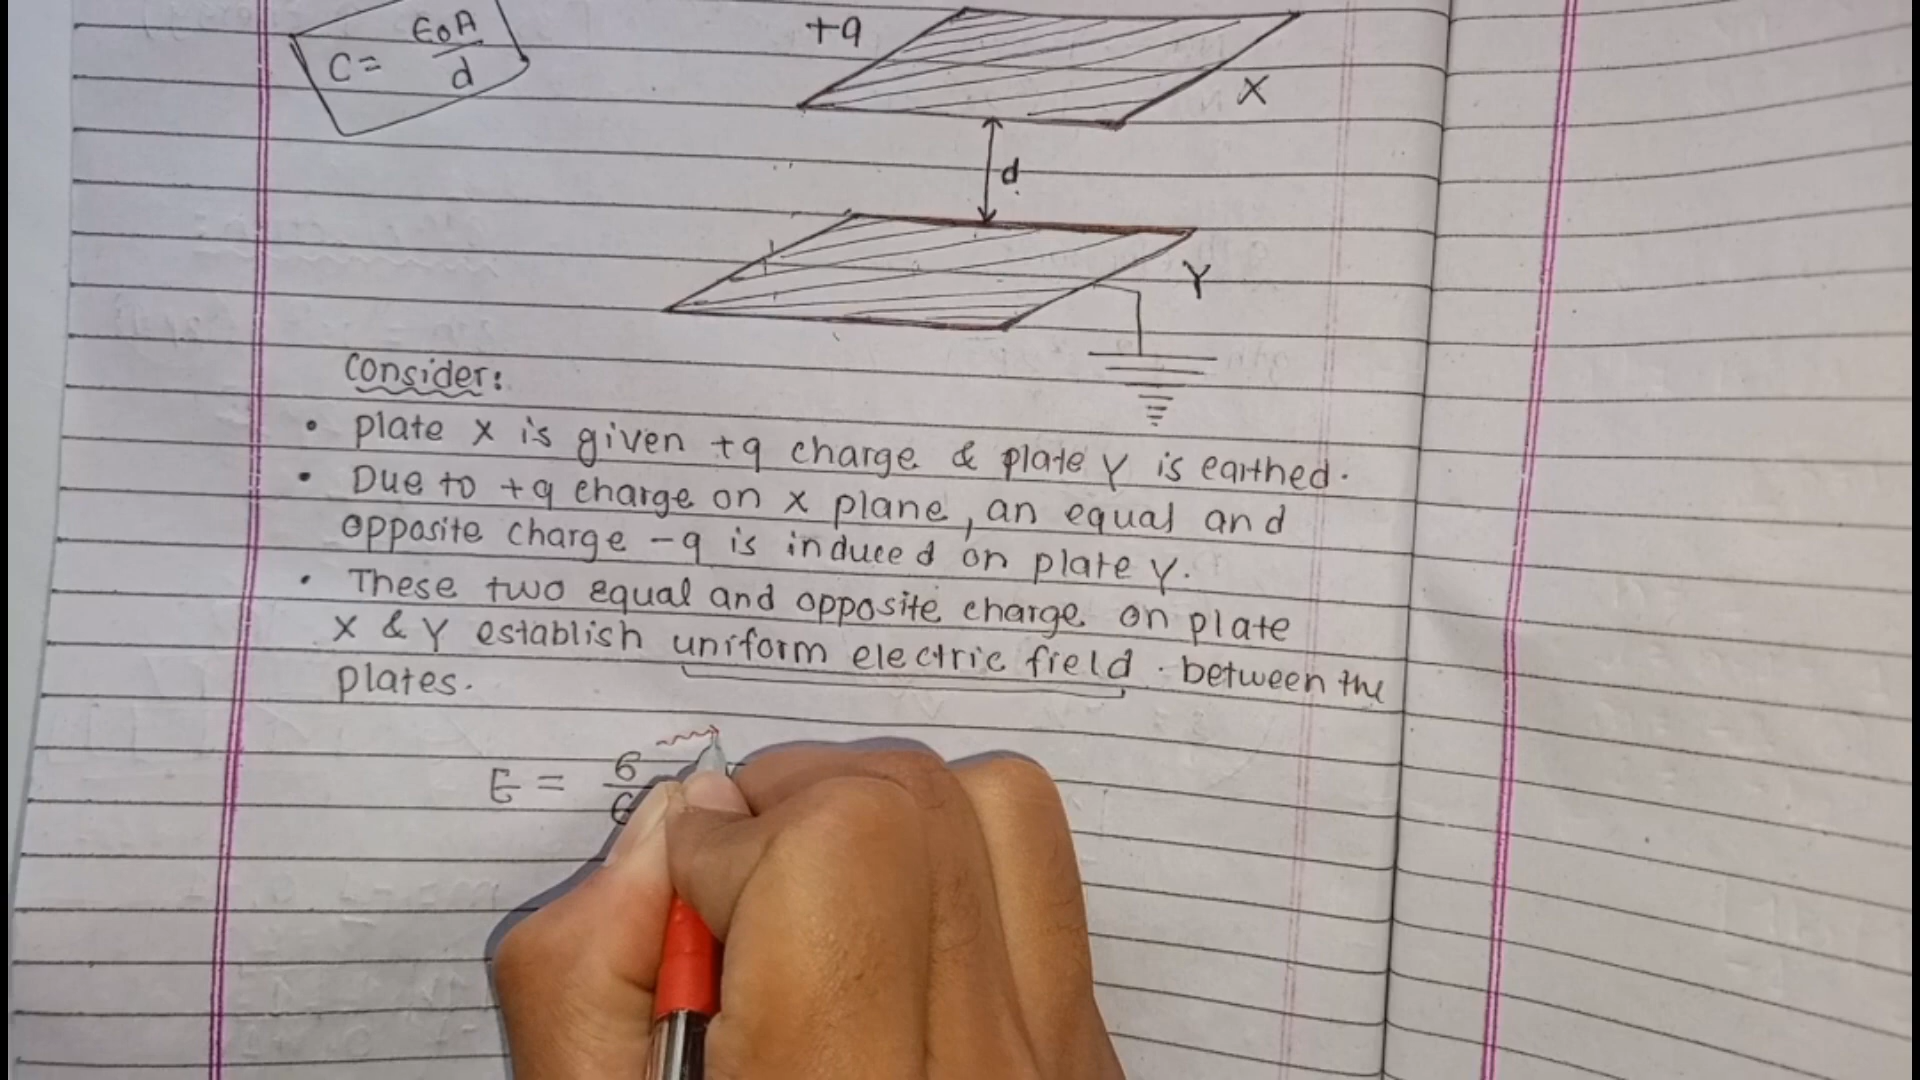 C = ε₀A/d
+q
X
d
Y
Consider:
• plate X is given +q charge & plate Y is earthed.
• Due to +q charge on X plane, an equal and
opposite charge -q is induced on plate Y.
• These two equal and opposite charge on plate
X & Y establish uniform electric field. between the
plates.
E = 6/